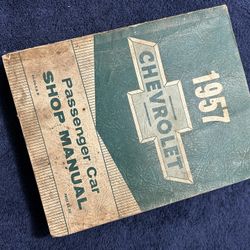 1957
CHEVROLET
Passenger Car
SHOP MANUAL